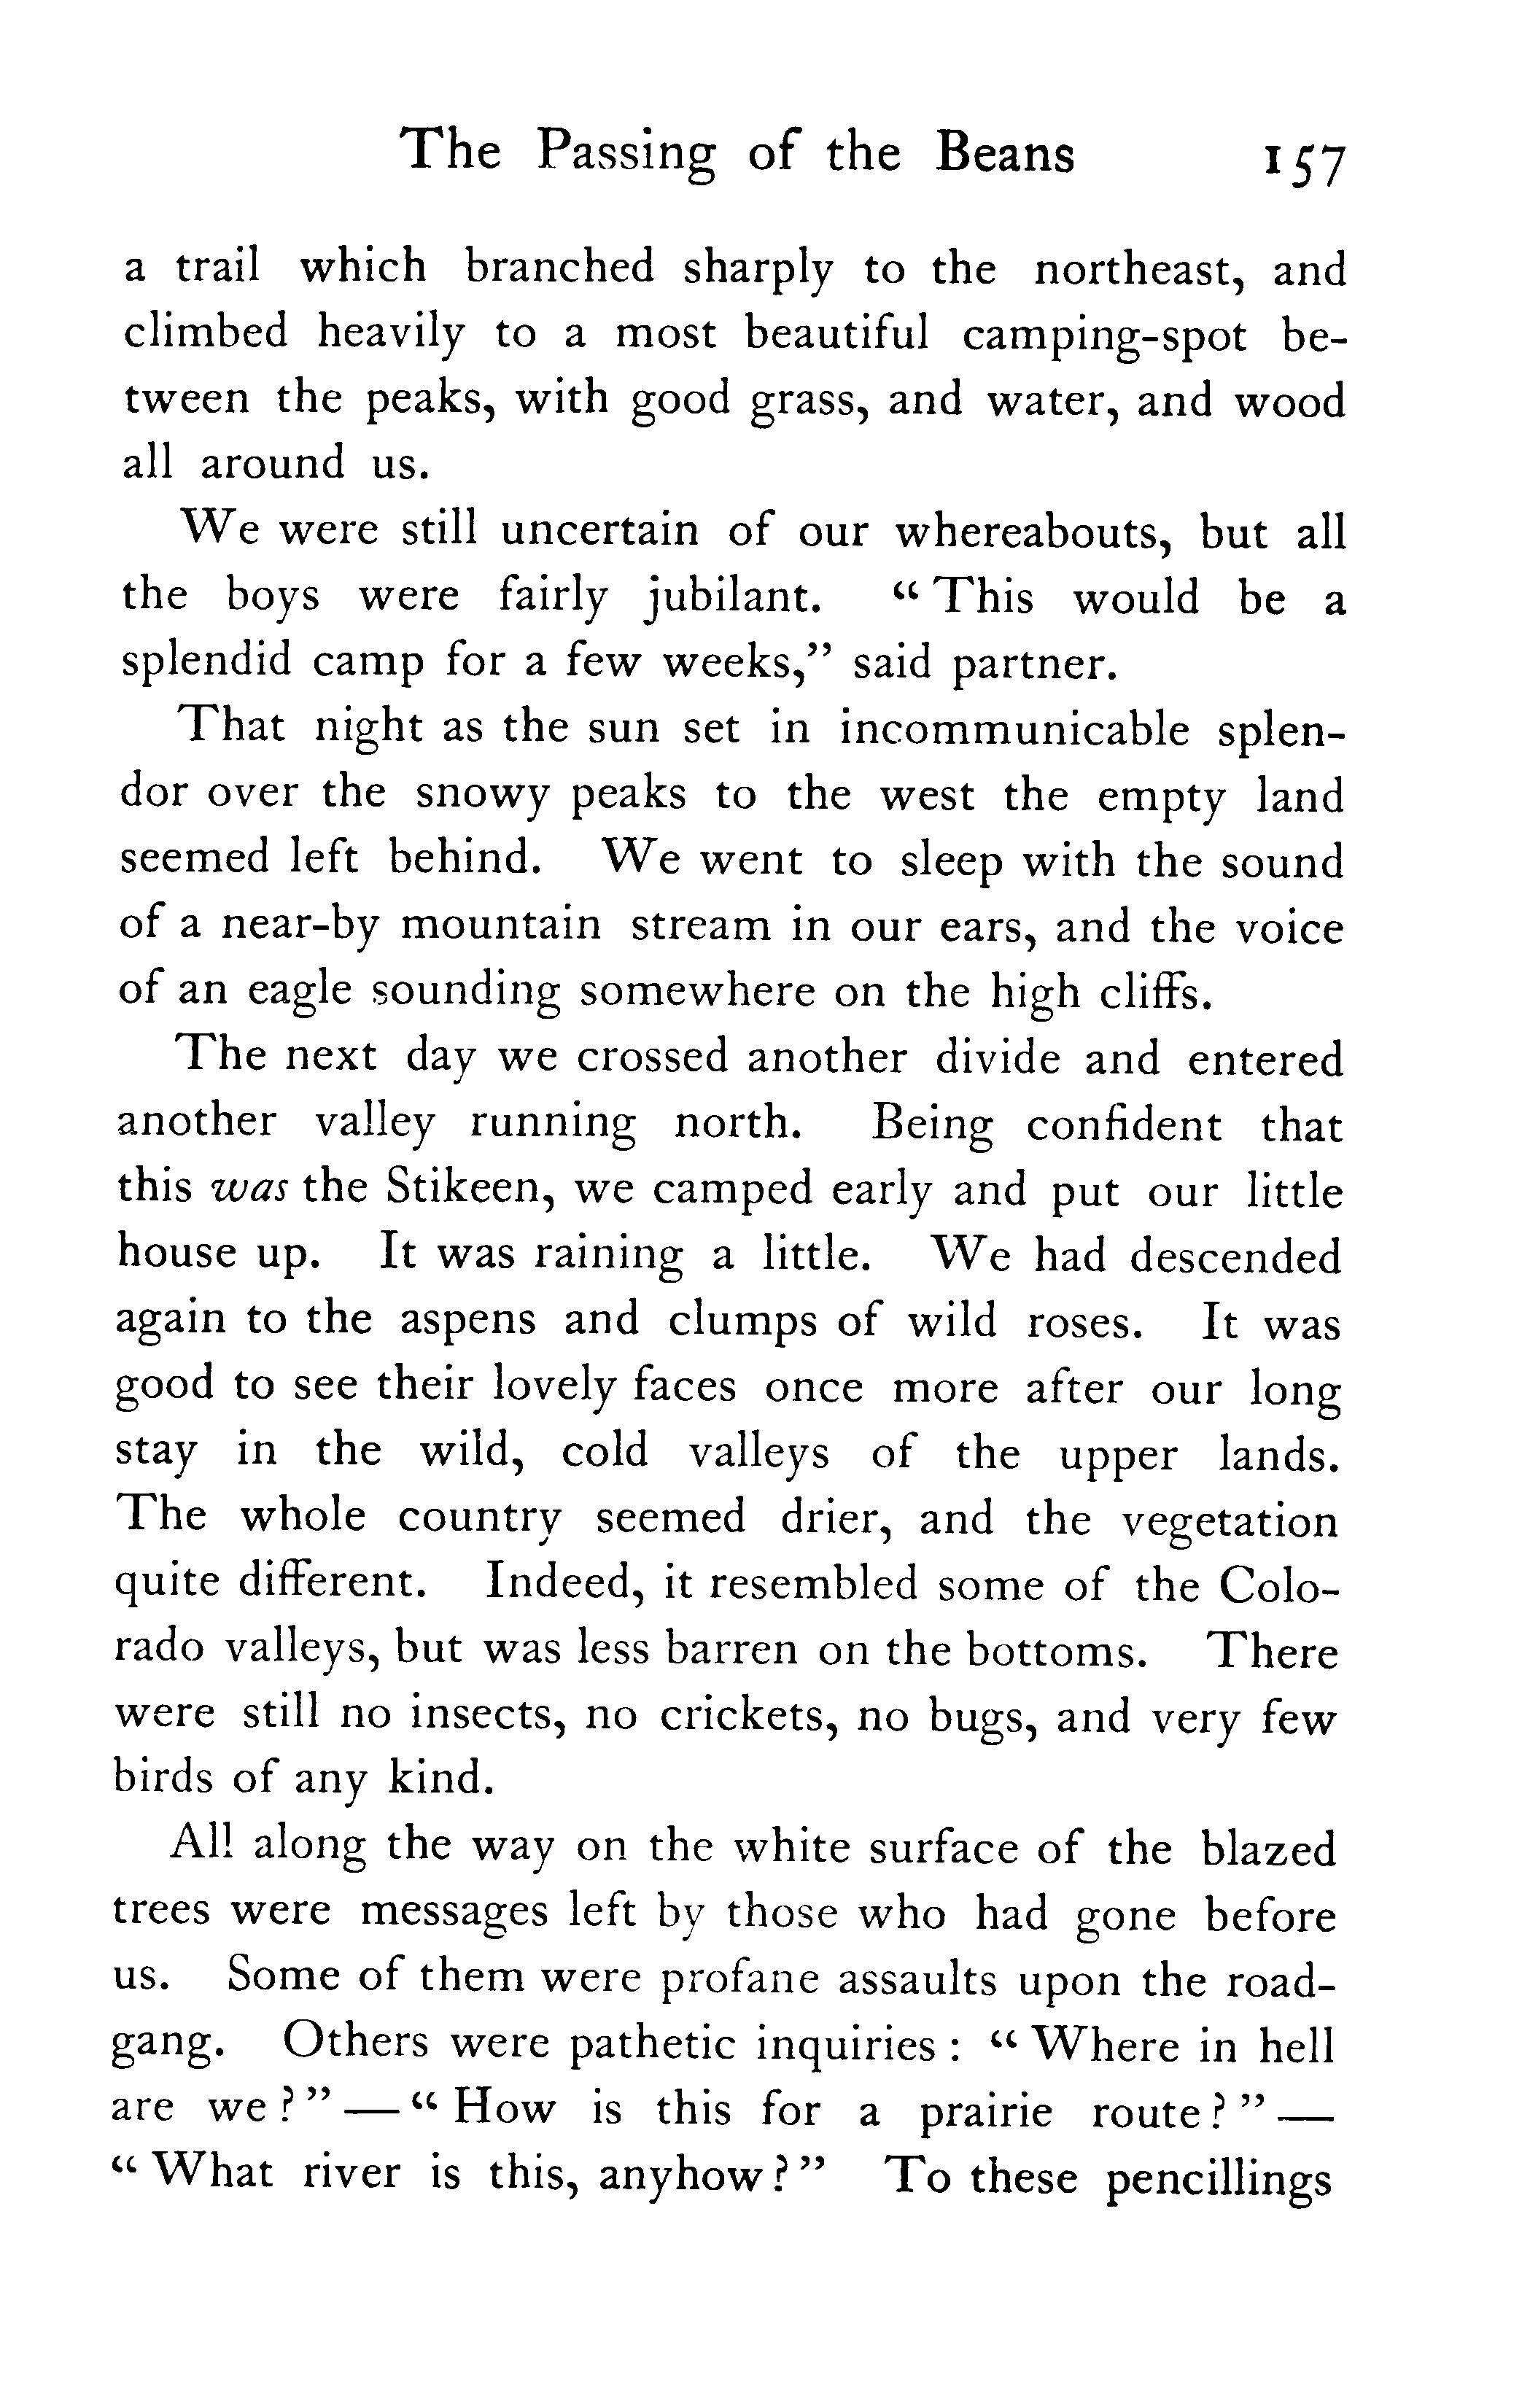 The Passing of the Beans 157
a trail which branched sharply to the northeast, and
climbed heavily to a most beautiful camping-spot be-
tween the peaks, with good grass, and water, and wood
all around us.
We were still uncertain of our whereabouts, but all
the boys were fairly jubilant. “ This would be a
splendid camp for a few weeks,” said partner.
That night as the sun set in incommunicable splen-
dor over the snowy peaks to the west the empty land
seemed left behind. We went to sleep with the sound
of a near-by mountain stream in our ears, and the voice
of an eagle sounding somewhere on the high cliffs.
The next day we crossed another divide and entered
another valley running north. Being confident that
this was the Stikeen, we camped early and put our little
house up. It was raining a little. We had descended
again to the aspens and clumps of wild roses. It was
good to see their lovely faces once more after our long
stay in the wild, cold valleys of the upper lands.
The whole country seemed drier, and the vegetation
quite different. Indeed, it resembled some of the Colo-
rado valleys, but was less barren on the bottoms. There
were still no insects, no crickets, no bugs, and very few
birds of any kind.
All along the way on the white surface of the blazed
trees were messages left by those who had gone before
us. Some of them were profane assaults upon the road-
gang. Others were pathetic inquiries : “ Where in hell
are we ? ” — “ How is this for a prairie route ? ” —
“ What river is this, anyhow ? ” To these pencillings